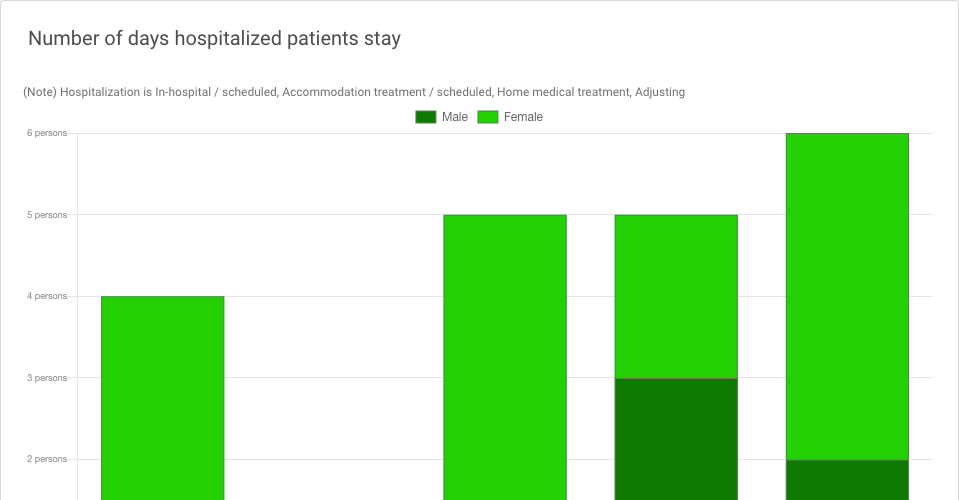 Number of days hospitalized patients stay
(Note) Hospitalization is In-hospital / scheduled, Accommodation treatment / scheduled, Home medical treatment, Adjusting
Male Female
6 persons
5 persons
4 persons
3 persons
2 persons